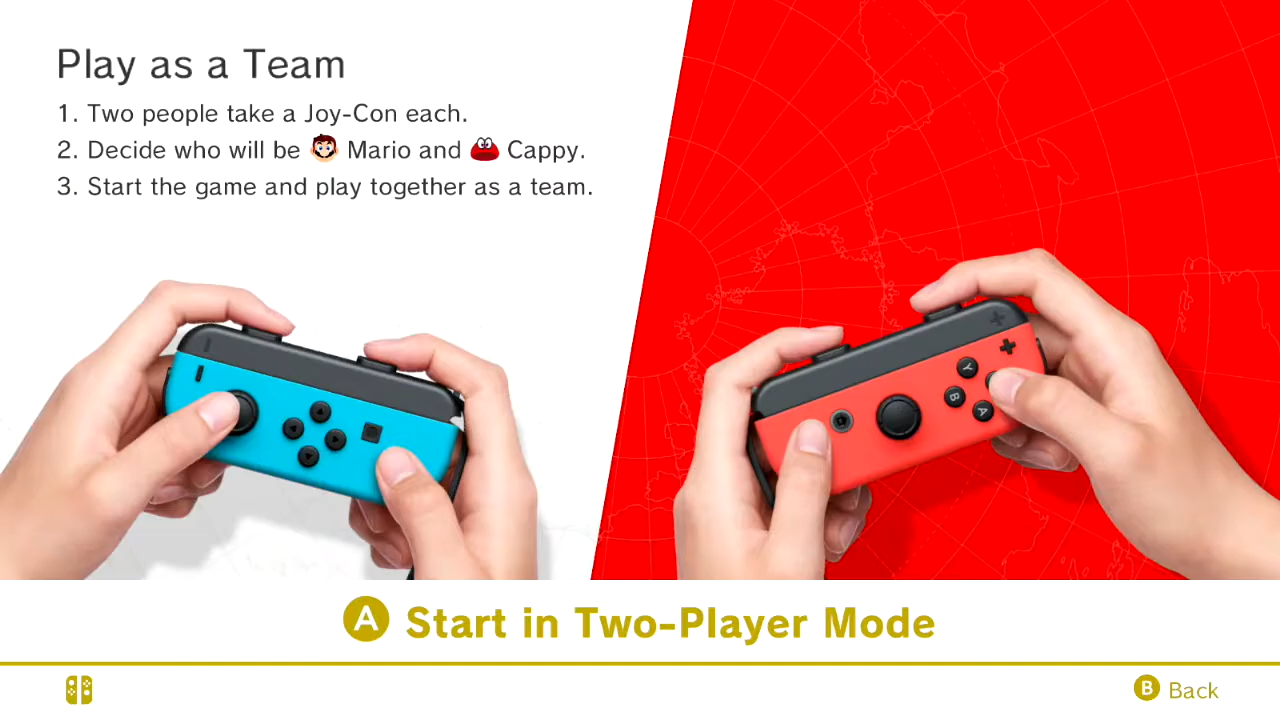 Play as a Team
1. Two people take a Joy-Con each.
2. Decide who will be Mario and Cappy.
3. Start the game and play together as a team.
Y
B
A
A Start in Two-Player Mode
B Back